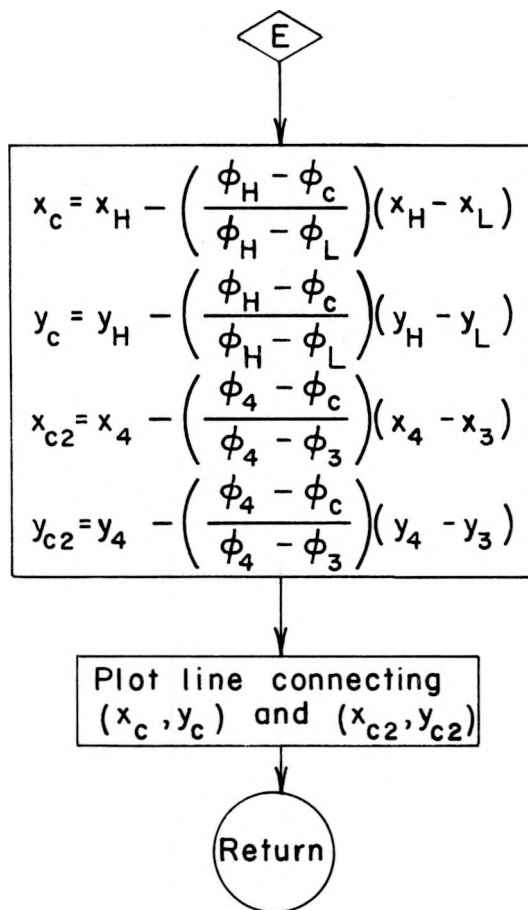 E
x_c = x_H − ((ϕ_H − ϕ_c)/(ϕ_H − ϕ_L))(x_H − x_L)
y_c = y_H − ((ϕ_H − ϕ_c)/(ϕ_H − ϕ_L))(y_H − y_L)
x_c2 = x_4 − ((ϕ_4 − ϕ_c)/(ϕ_4 − ϕ_3))(x_4 − x_3)
y_c2 = y_4 − ((ϕ_4 − ϕ_c)/(ϕ_4 − ϕ_3))(y_4 − y_3)
Plot line connecting
(x_c, y_c) and (x_c2, y_c2)
Return